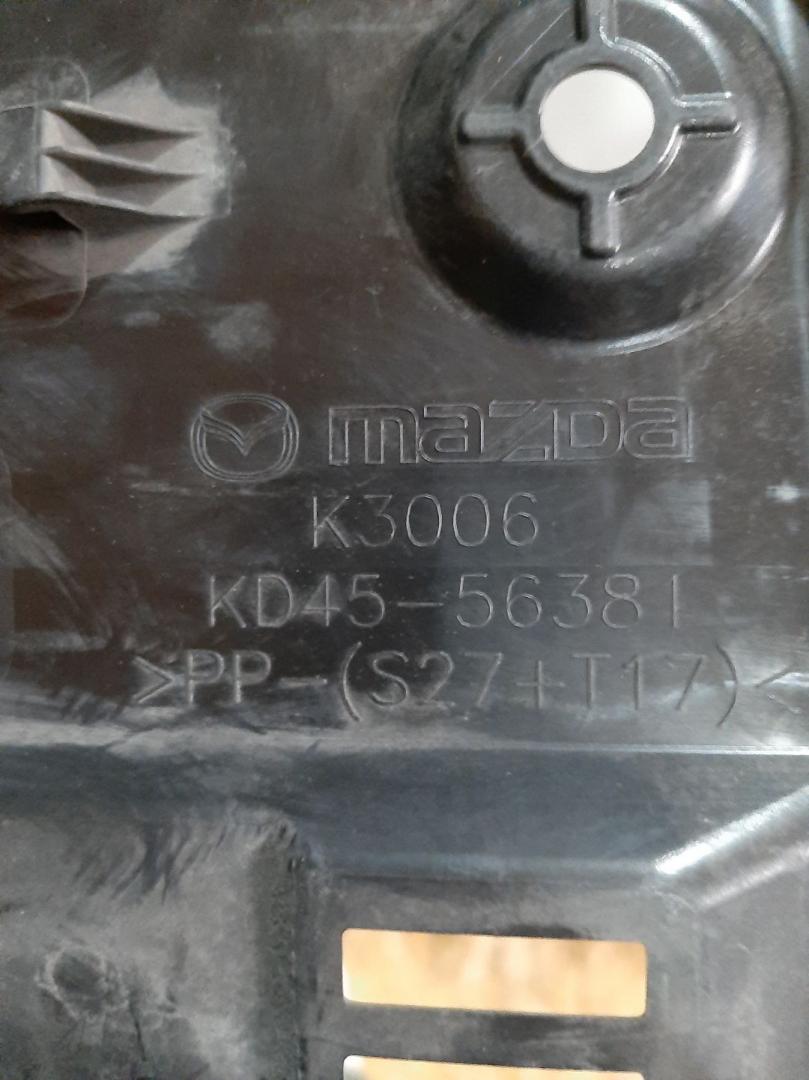 mazda
K3006
KD45-56381
>PP-(S27+T17)<